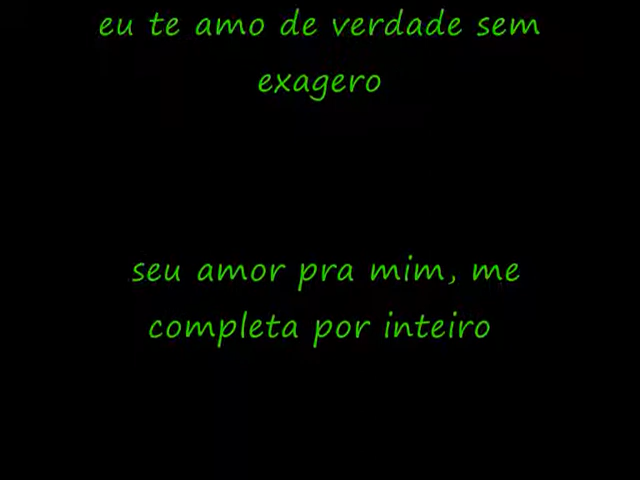 eu te amo de verdade sem
exagero
seu amor pra mim, me
completa por inteiro